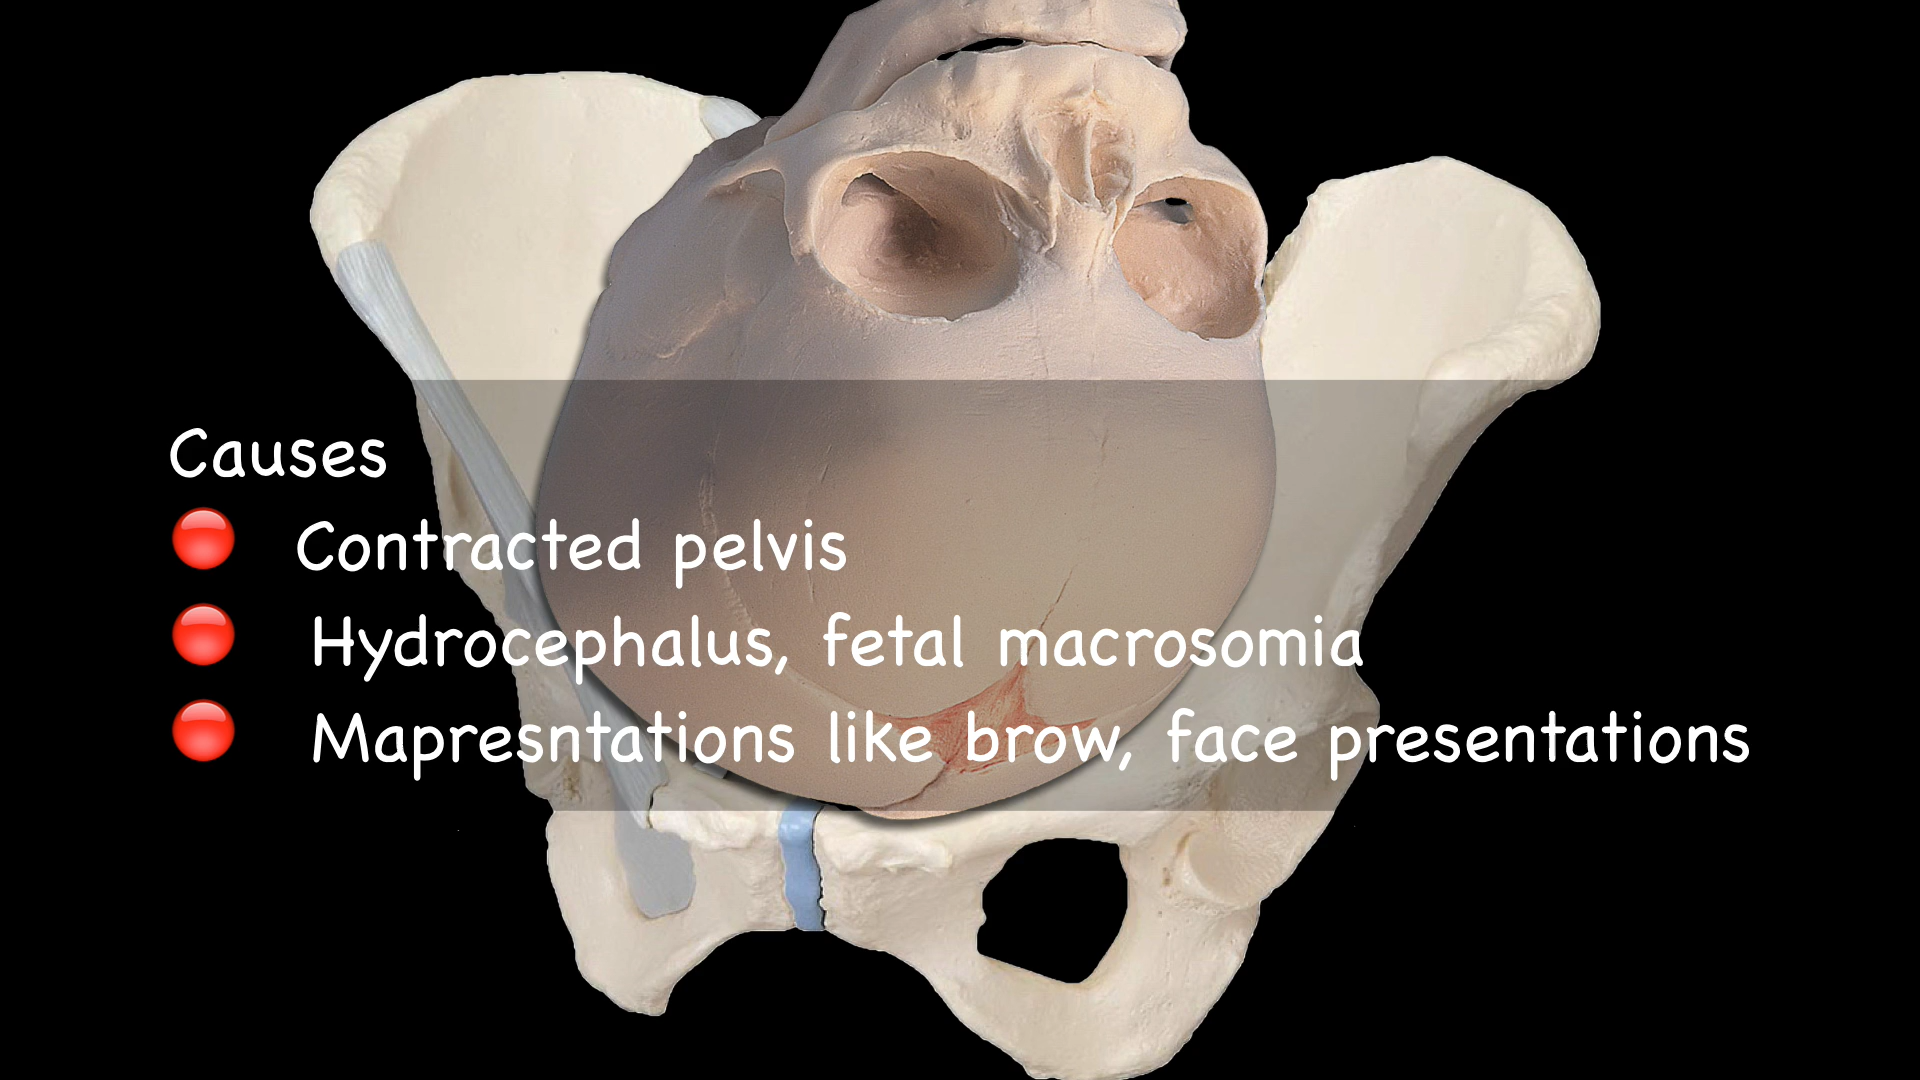 Causes
Contracted pelvis
Hydrocephalus, fetal macrosomia
Mapresntations like brow, face presentations